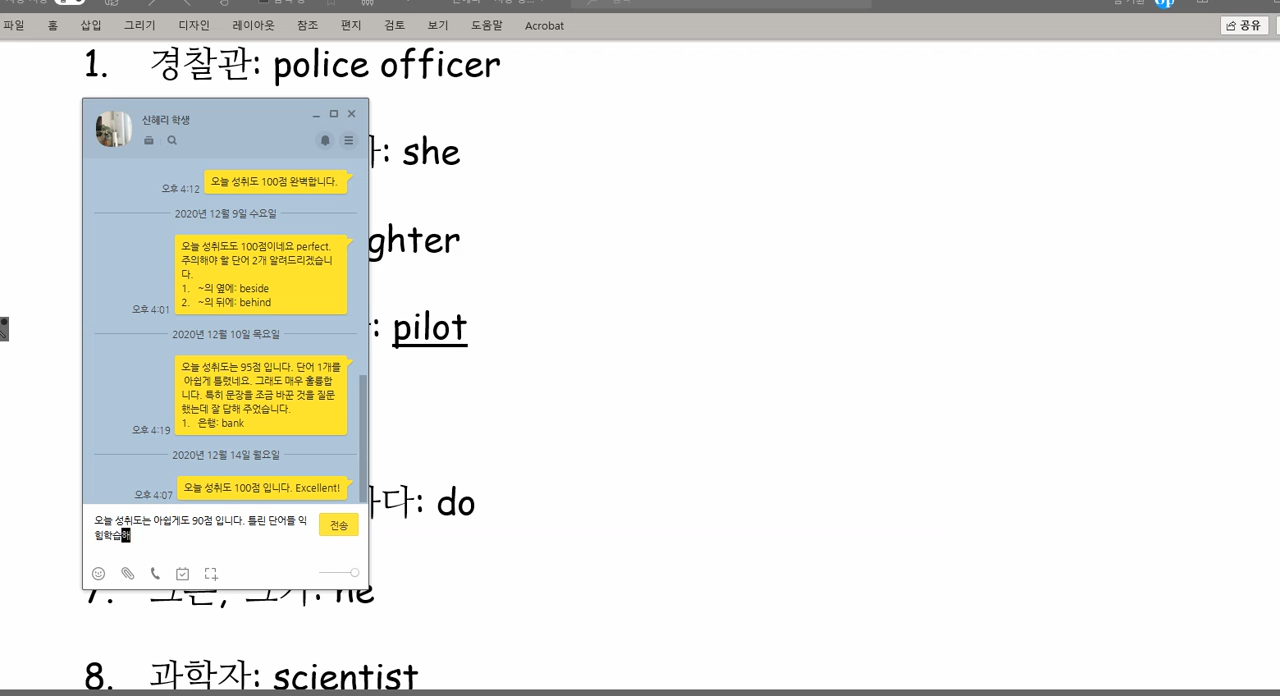 파일 홈 삽입 그리기 디자인 레이아웃 참조 편지 검토 보기 도움말 Acrobat 공유
1. 경찰관: police officer
신혜리 학생
: she
오후 4:12 오늘 성취도 100점 완벽합니다.
2020년 12월 9일 수요일
ghter
오늘 성취도도 100점이네요 perfect.
주의해야 할 단어 2개 알려드리겠습니
다.
1. ~의 옆에: beside
2. ~의 뒤에: behind
오후 4:01
: pilot
2020년 12월 10일 목요일
오늘 성취도는 95점 입니다. 단어 1개를
아쉽게 틀렸네요. 그래도 매우 훌륭합
니다. 특히 문장을 조금 바꾼 것을 질문
했는데 잘 답해 주었습니다.
1. 은행: bank
오후 4:19
2020년 12월 14일 월요일
오후 4:07 오늘 성취도 100점 입니다. Excellent!
다: do
오늘 성취도는 아쉽게도 90점 입니다. 틀린 단어들 익
힘학습하
전송
7. he
8. 과학자: scientist